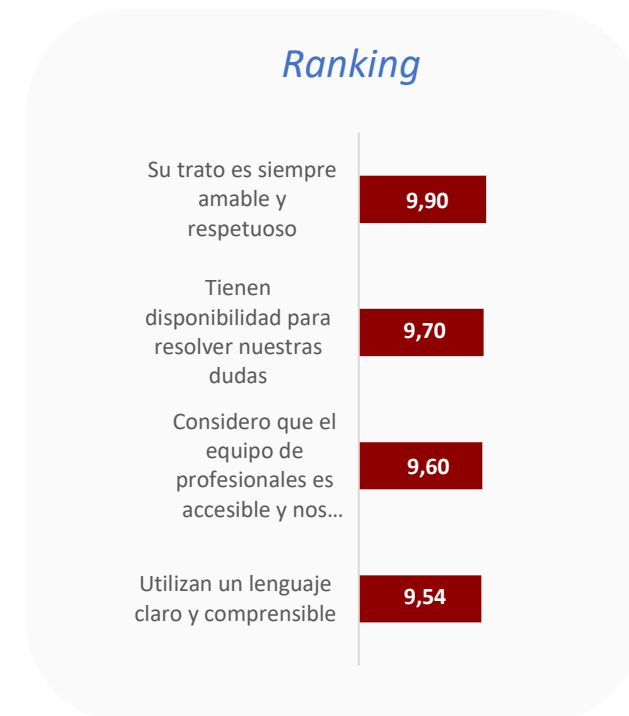 Ranking
Su trato es siempre
amable y
respetuoso
9,90
Tienen
disponibilidad para
resolver nuestras
dudas
9,70
Considero que el
equipo de
profesionales es
accesible y nos...
9,60
Utilizan un lenguaje
claro y comprensible
9,54